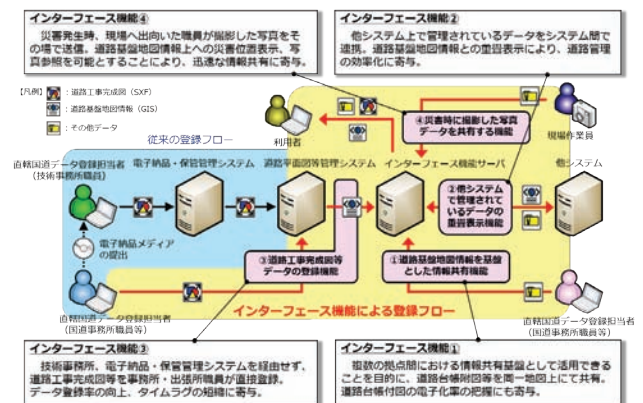 インターフェース機能④
災害発生時、現場へ出向いた職員が撮影した写真をそ
の場で送信。道路基盤地図情報上への災害位置表示、写
真参照を可能とすることにより、迅速な情報共有に寄与。
インターフェース機能②
他システム上で管理されているデータをシステム間で
連携。道路基盤地図情報との重畳表示により、道路管理
の効率化に寄与。
【凡例】
：道路工事完成図（SXF）
：道路基盤地図情報（GIS）
：その他データ
利用者
④災害時に撮影した写真
データを共有する機能
現場作業員
従来の登録フロー
直轄国道データ登録担当者
（技術事務所職員）
電子納品・保管管理システム
道路平面図等管理システム
インターフェース機能サーバ
他システム
②他システム
で管理されて
いるデータの
重畳表示機能
電子納品メディア
の提出
③道路工事完成図等
データの登録機能
①道路基盤地図情報を基盤
とした情報共有機能
インターフェース機能による登録フロー
直轄国道データ登録担当者
（国道事務所職員等）
直轄国道データ登録担当者
（国道事務所職員等）
インターフェース機能③
技術事務所、電子納品・保管管理システムを経由せず、
道路工事完成図等を事務所・出張所職員が直接登録。
データ登録率の向上、タイムラグの短縮に寄与。
インターフェース機能①
複数の拠点間における情報共有基盤として活用できる
ことを目的に、道路台帳附図等を同一地図上にて共有。
道路台帳付図の電子化率の把握にも寄与。